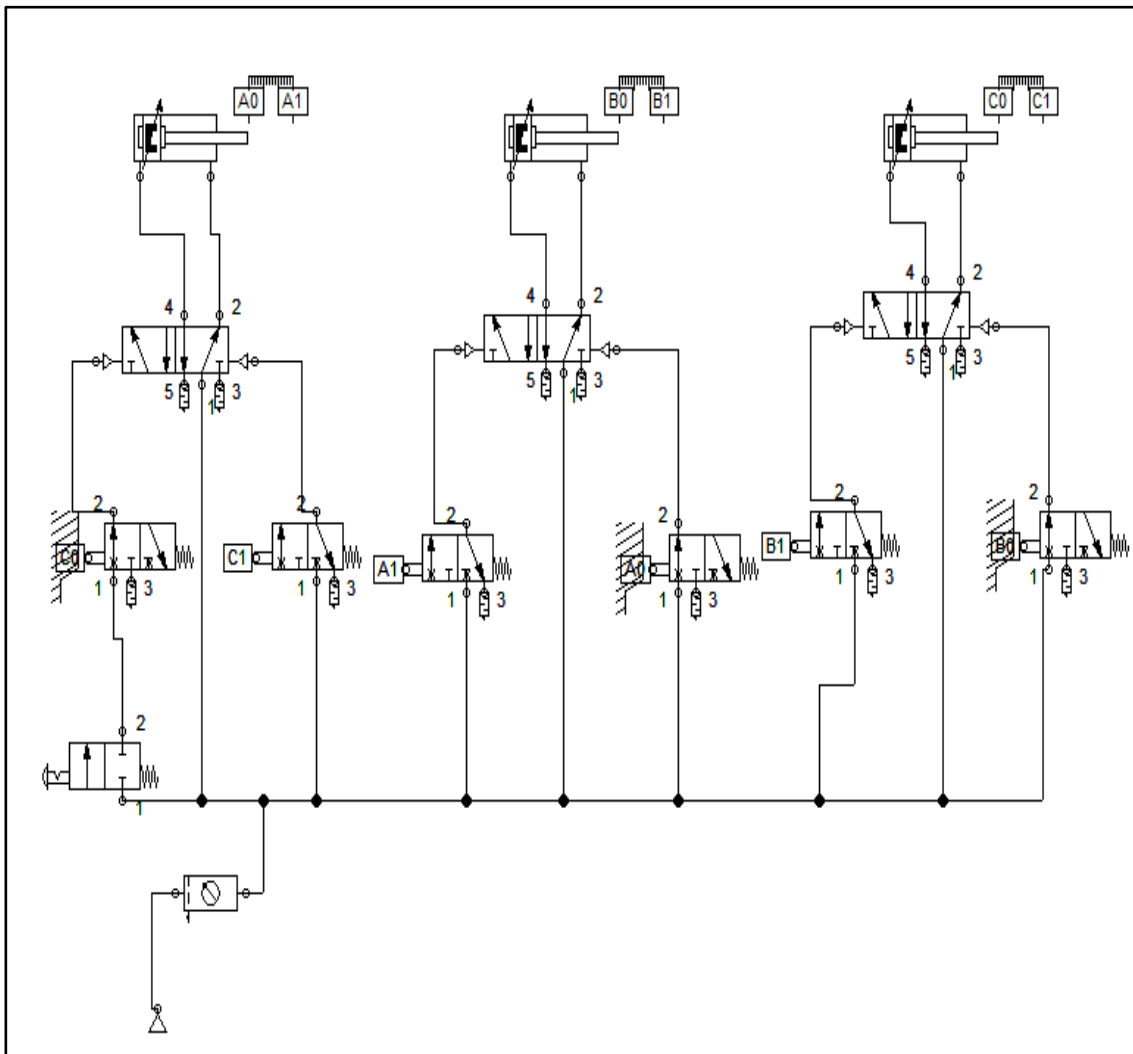 A0 A1 B0 B1 C0 C1
4 2 4 2 4 2
5 1 3 5 1 3 5 1 3
2 2 2 2 2 2
C0 C1 A1 A0 B1 B0
1 3 1 3 1 3 1 3 1 3 1 3
2
1